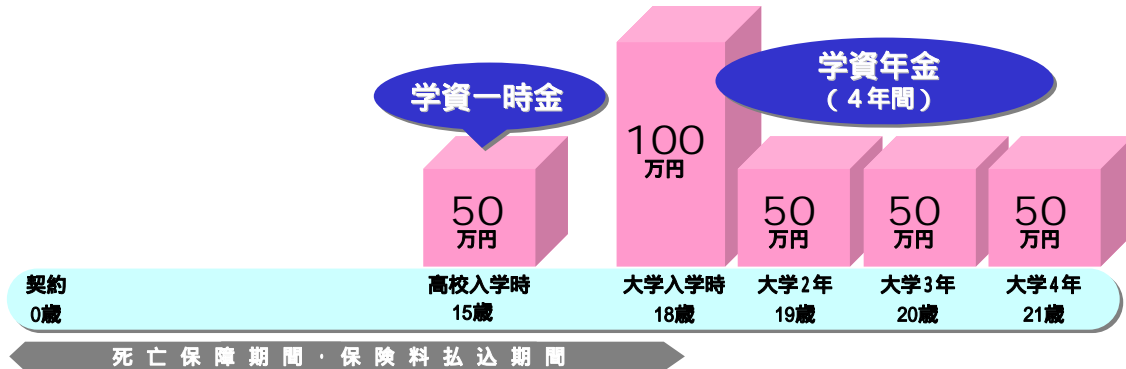 学資一時金
学資年金
(4年間)
100
万円
50
万円
50
万円
50
万円
50
万円
契約
高校入学時
大学入学時
大学2年
大学3年
大学4年
0歳
15歳
18歳
19歳
20歳
21歳
死亡保障期間・保険料払込期間